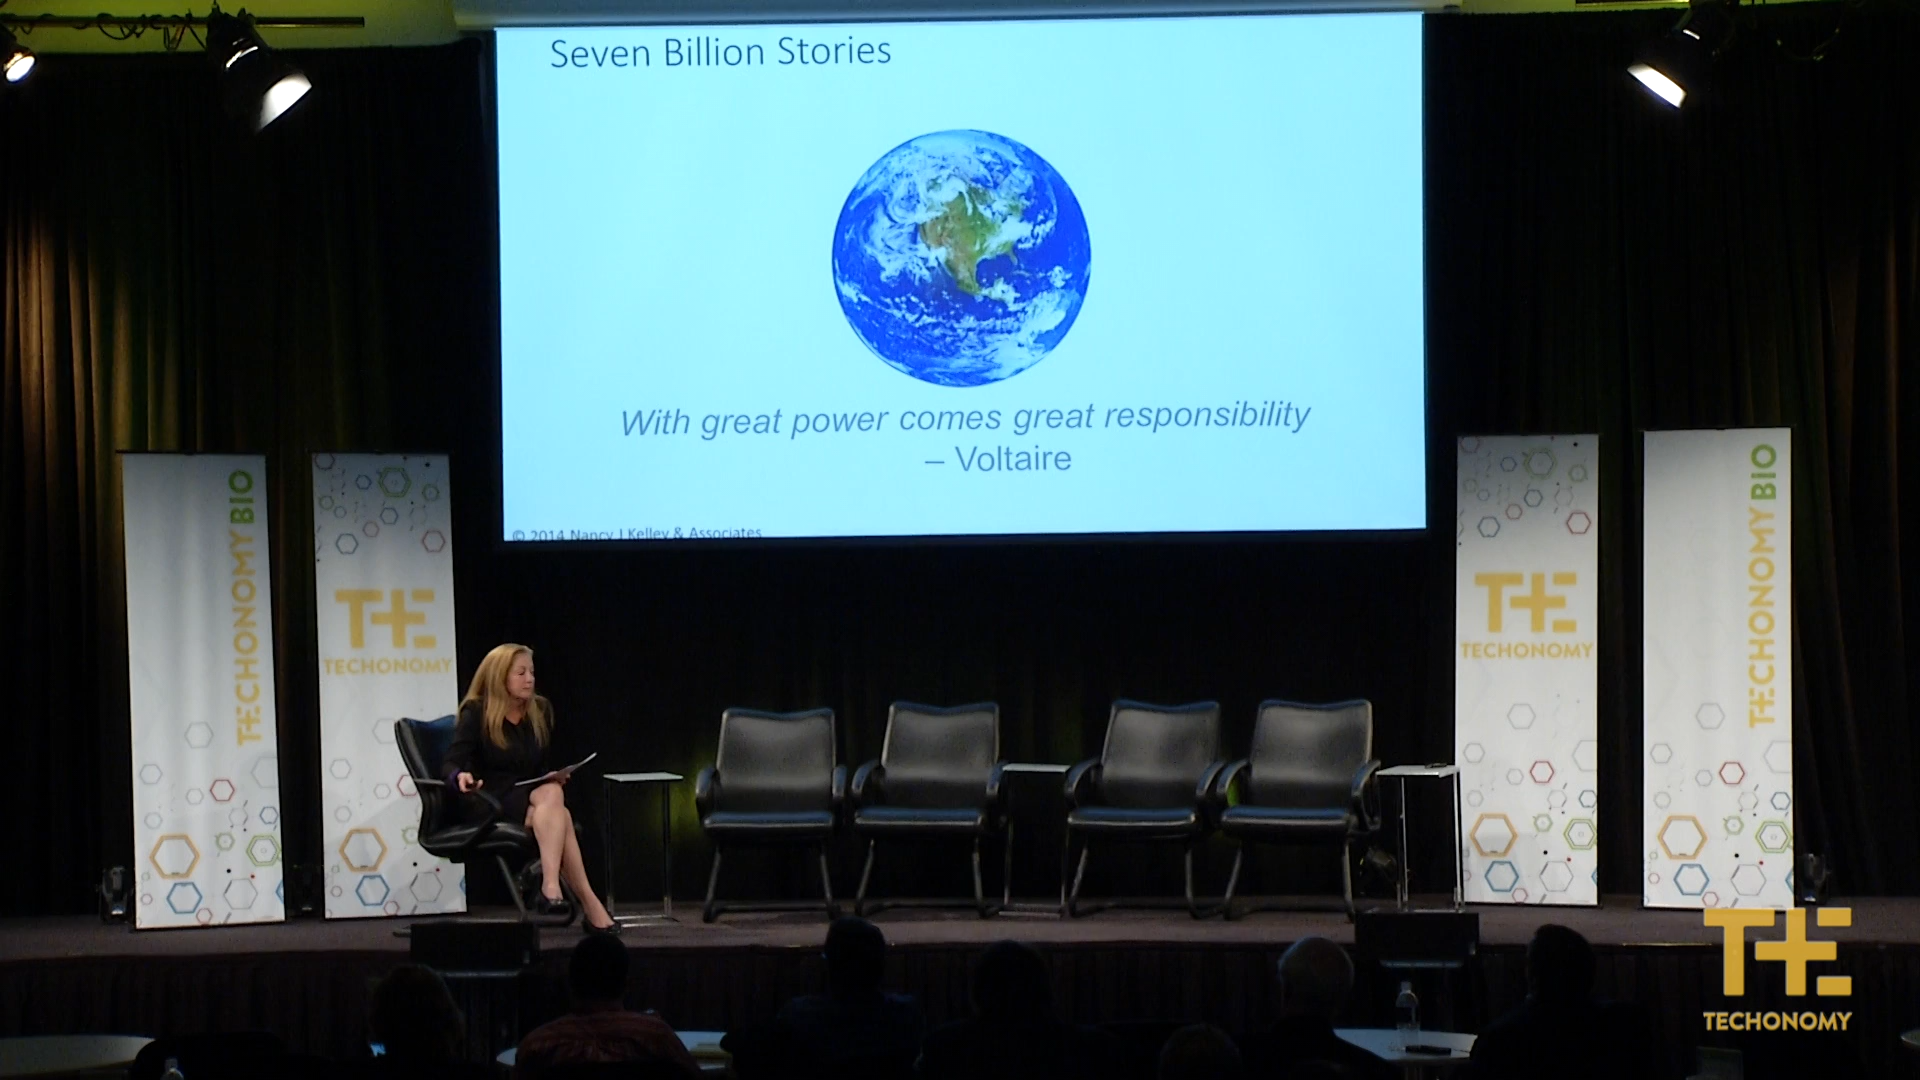 Seven Billion Stories
With great power comes great responsibility
– Voltaire
© 2014 Nancy J Kelley & Associates
TECHONOMY BIO
T+E
TECHONOMY
T+E
TECHONOMY
TECHONOMY BIO
T+E
TECHONOMY